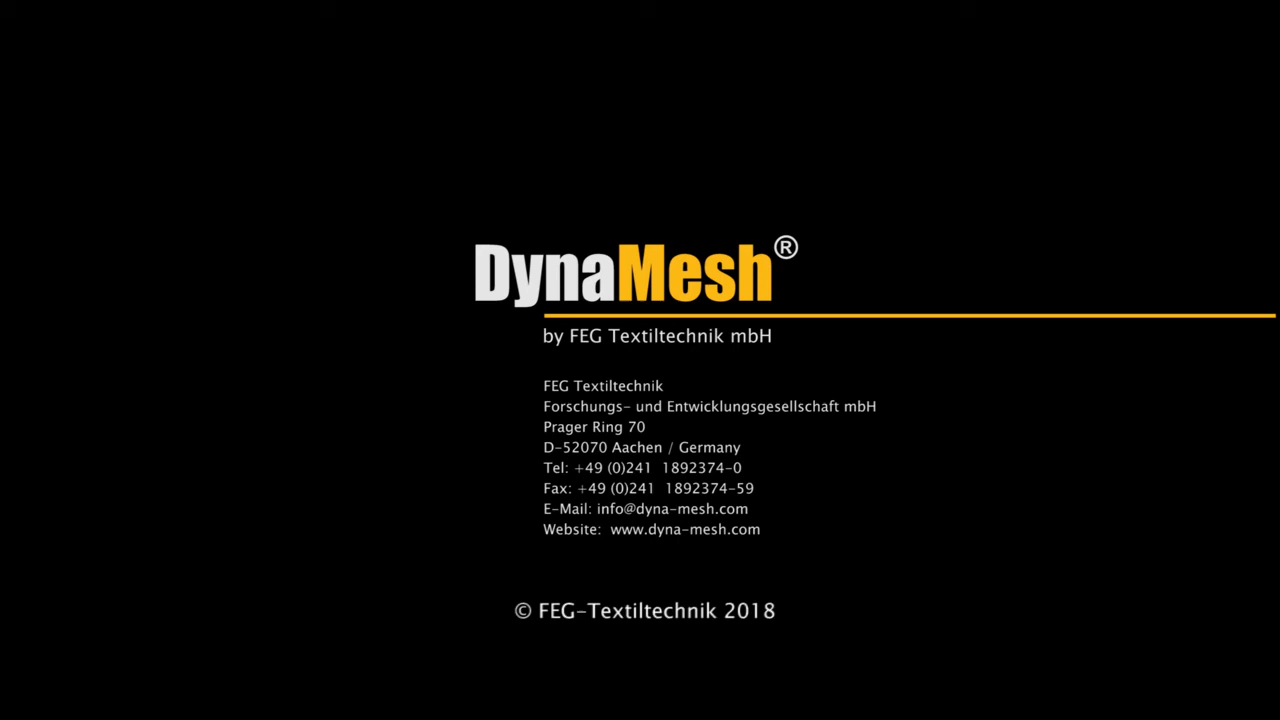 DynaMesh®
by FEG Textiltechnik mbH
FEG Textiltechnik
Forschungs- und Entwicklungsgesellschaft mbH
Prager Ring 70
D-52070 Aachen / Germany
Tel: +49 (0)241  1892374-0
Fax: +49 (0)241  1892374-59
E-Mail: info@dyna-mesh.com
Website:  www.dyna-mesh.com
© FEG-Textiltechnik 2018